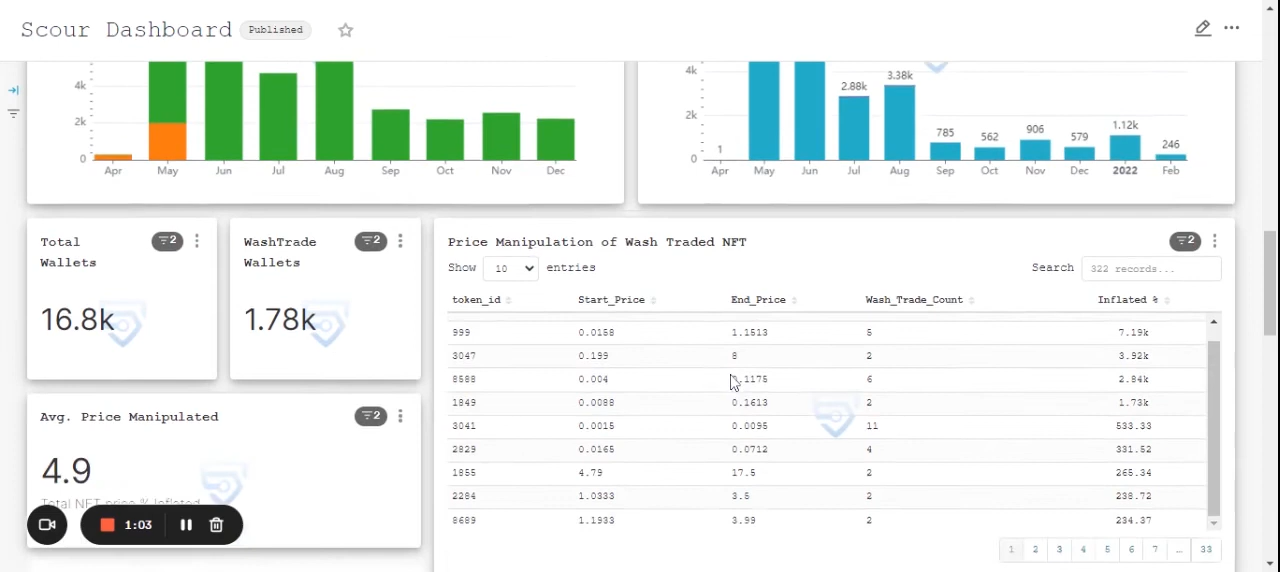 Scour Dashboard Published
4k
2k
0
Apr May Jun Jul Aug Sep Oct Nov Dec
4k
2k
0
1 2.88k 3.38k 785 562 906 579 1.12k 246
Apr May Jun Jul Aug Sep Oct Nov Dec 2022 Feb
Total
Wallets
2
16.8k
WashTrade
Wallets
2
1.78k
Avg. Price Manipulated
2
4.9
Total NFT price % Inflated
1:03
Price Manipulation of Wash Traded NFT
2
Show 10 entries
Search 322 records...
token_id Start_Price End_Price Wash_Trade_Count Inflated %
999 0.0158 1.1513 5 7.19k
3047 0.199 8 2 3.92k
8588 0.004 .1175 6 2.84k
1849 0.0088 0.1613 2 1.73k
3041 0.0015 0.0095 11 533.33
2829 0.0165 0.0712 4 331.52
1855 4.79 17.5 2 265.34
2284 1.0333 3.5 2 238.72
8689 1.1933 3.99 2 234.37
1 2 3 4 5 6 7 … 33